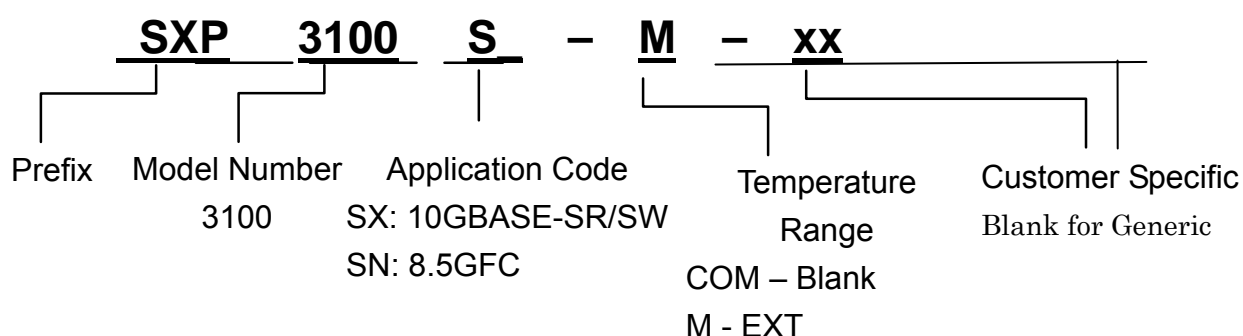 SXP 3100 S_ – M – xx
Prefix
Model Number
3100
Application Code
SX: 10GBASE-SR/SW
SN: 8.5GFC
Temperature
Range
COM – Blank
M - EXT
Customer Specific
Blank for Generic